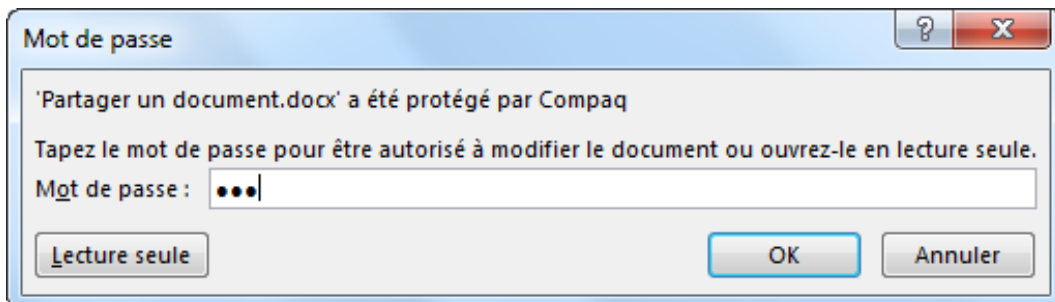 Mot de passe
'Partager un document.docx' a été protégé par Compaq
Tapez le mot de passe pour être autorisé à modifier le document ou ouvrez-le en lecture seule.
Mot de passe : •••
Lecture seule OK Annuler